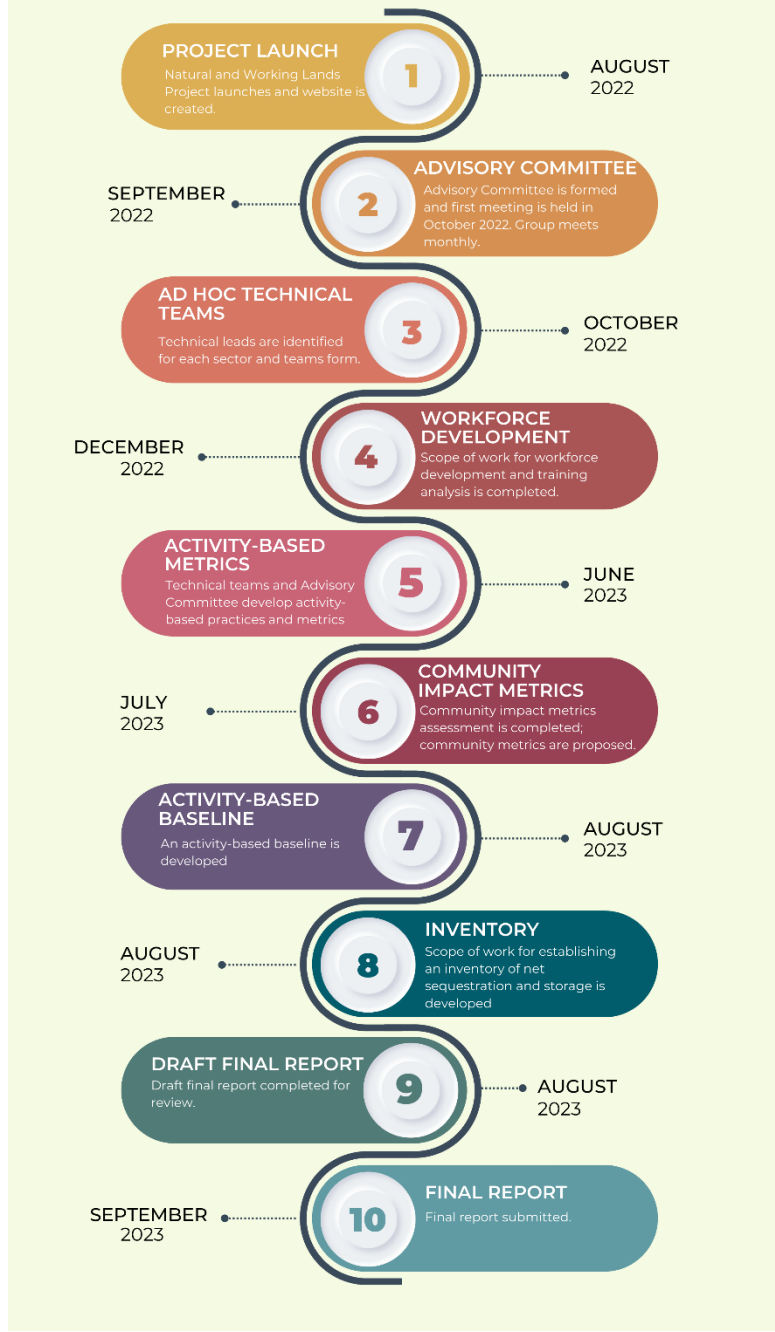 PROJECT LAUNCH
Natural and Working Lands
Project launches and website is
created.
1
AUGUST
2022
SEPTEMBER
2022
2
ADVISORY COMMITTEE
Advisory Committee is formed
and first meeting is held in
October 2022. Group meets
monthly.
AD HOC TECHNICAL
TEAMS
Technical leads are identified
for each sector and teams form.
3
OCTOBER
2022
DECEMBER
2022
4
WORKFORCE
DEVELOPMENT
Scope of work for workforce
development and training
analysis is completed.
ACTIVITY-BASED
METRICS
Technical teams and Advisory
Committee develop activity-
based practices and metrics
5
JUNE
2023
JULY
2023
6
COMMUNITY
IMPACT METRICS
Community impact metrics
assessment is completed;
community metrics are proposed.
ACTIVITY-BASED
BASELINE
An activity-based baseline is
developed
7
AUGUST
2023
AUGUST
2023
8
INVENTORY
Scope of work for establishing
an inventory of net
sequestration and storage is
developed
DRAFT FINAL REPORT
Draft final report completed for
review.
9
AUGUST
2023
SEPTEMBER
2023
10
FINAL REPORT
Final report submitted.